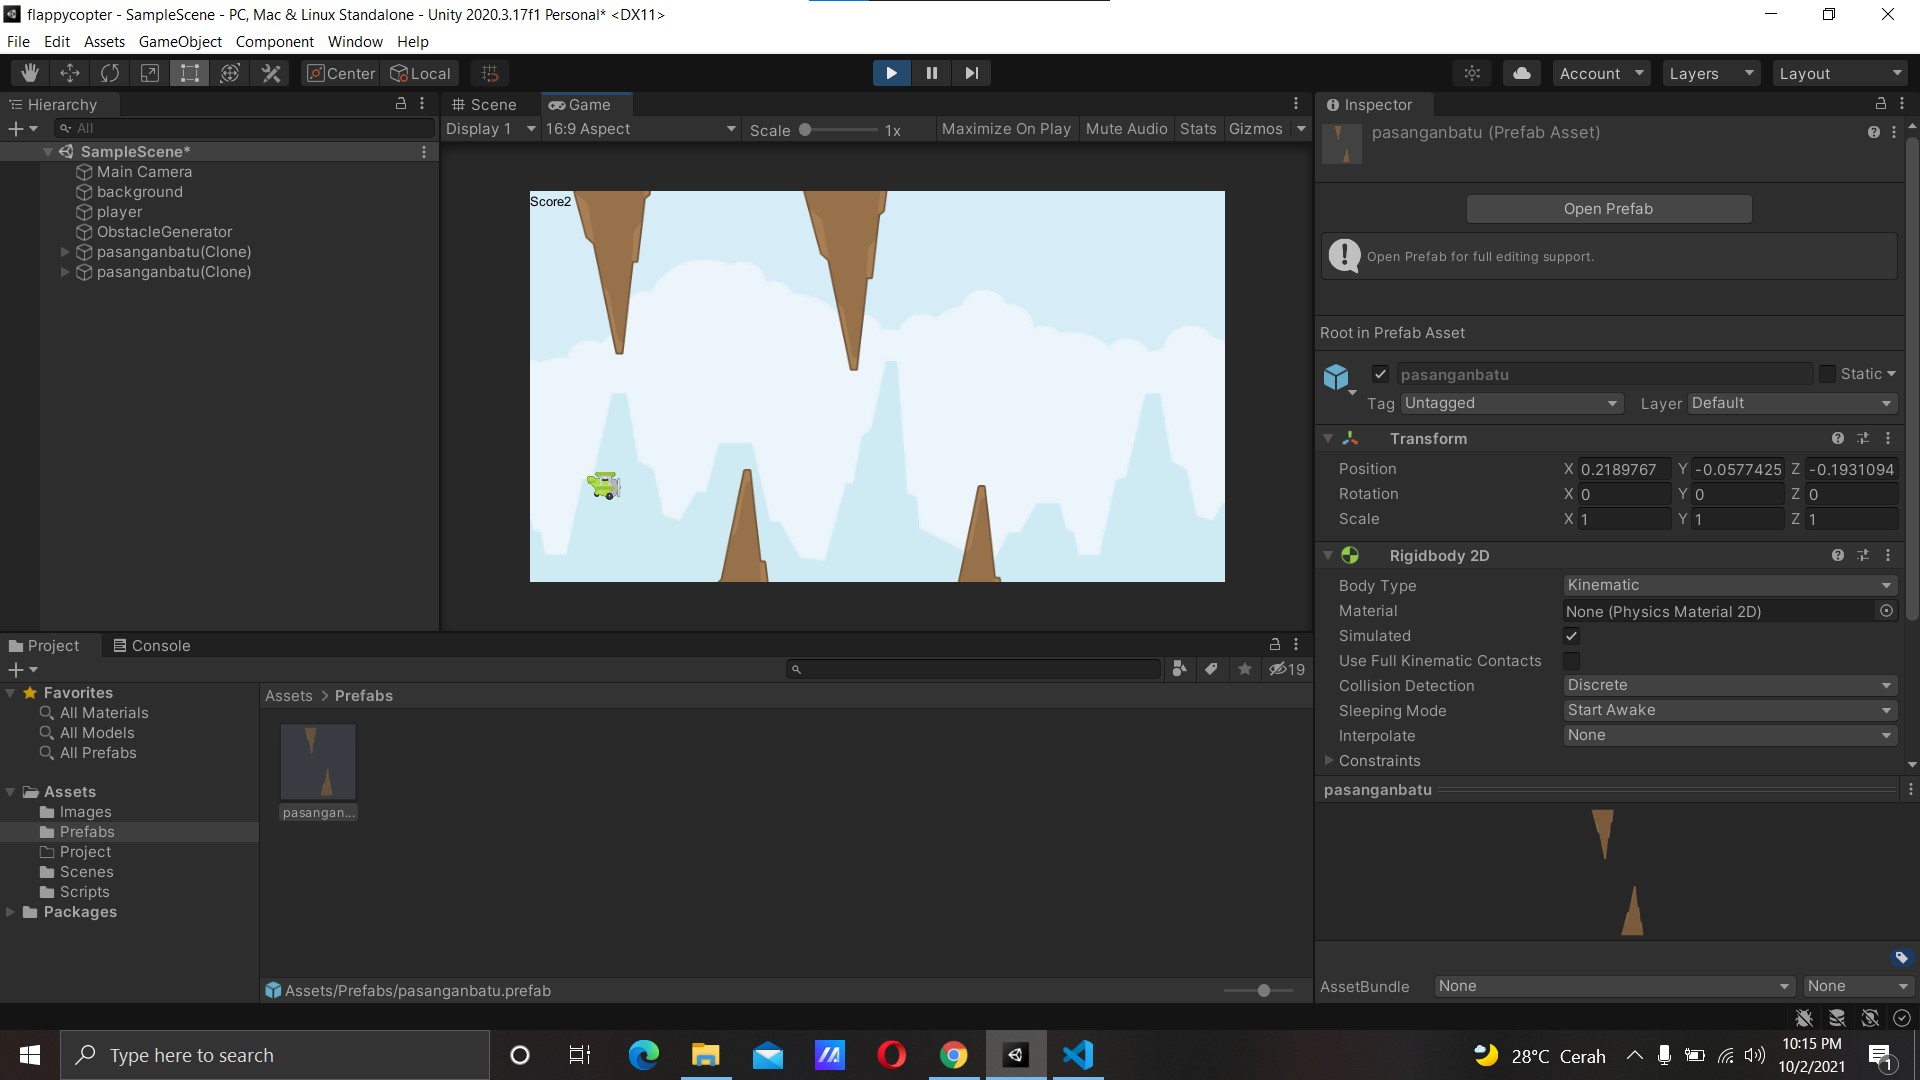 flappycopter - SampleScene - PC, Mac & Linux Standalone - Unity 2020.3.17f1 Personal* <DX11>
File Edit Assets GameObject Component Window Help
Center Local Account Layers Layout
Hierarchy
All
SampleScene*
Main Camera
background
player
ObstacleGenerator
pasanganbatu(Clone)
pasanganbatu(Clone)
Scene Game
Display 1 16:9 Aspect Scale 1x Maximize On Play Mute Audio Stats Gizmos
Score2
Inspector
pasanganbatu (Prefab Asset)
Open Prefab
Open Prefab for full editing support.
Root in Prefab Asset
pasanganbatu Static
Tag Untagged Layer Default
Transform
Position X 0.2189767 Y -0.0577425 Z -0.1931094
Rotation X 0 Y 0 Z 0
Scale X 1 Y 1 Z 1
Rigidbody 2D
Body Type Kinematic
Material None (Physics Material 2D)
Simulated
Use Full Kinematic Contacts
Collision Detection Discrete
Sleeping Mode Start Awake
Interpolate None
Constraints
pasanganbatu
AssetBundle None None
Project Console
19
Favorites
All Materials
All Models
All Prefabs
Assets
Images
Prefabs
Project
Scenes
Scripts
Packages
Assets > Prefabs
pasangan...
Assets/Prefabs/pasanganbatu.prefab
Type here to search
28°C Cerah
10:15 PM
10/2/2021
1